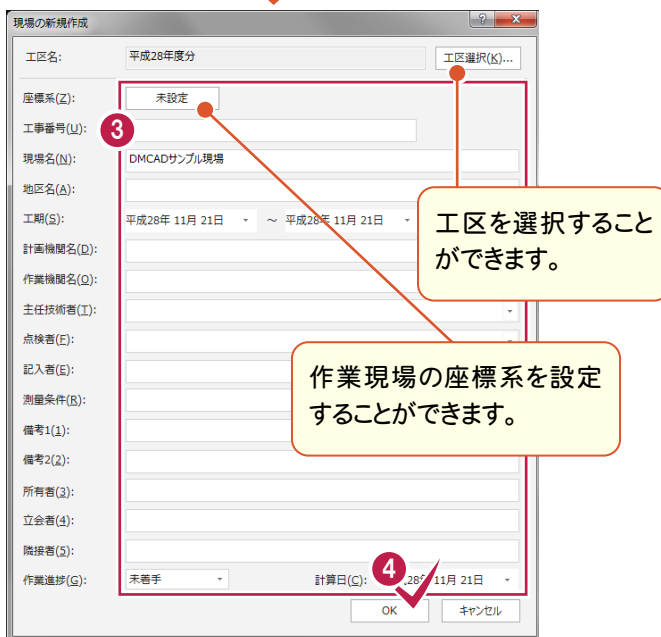 現場の新規作成
工区名: 平成28年度分 工区選択(K)...
座標系(Z): 未設定
工事番号(U): 3
現場名(N): DMCADサンプル現場
地区名(A):
工期(S): 平成28年 11月 21日 ～ 平成28年 11月 21日
工区を選択すること
ができます。
計画機関名(D):
作業機関名(O):
主任技術者(T):
点検者(F):
記入者(E):
作業現場の座標系を設定
することができます。
測量条件(R):
備考1(1):
備考2(2):
所有者(3):
立会者(4):
隣接者(5):
作業進捗(G): 未着手 計算日(C): 4 28年 11月 21日
OK キャンセル